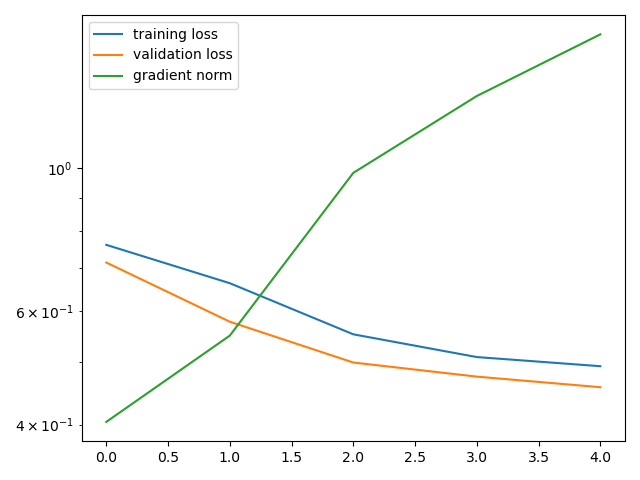 training loss
validation loss
gradient norm
10⁰
6 × 10⁻¹
4 × 10⁻¹
0.0 0.5 1.0 1.5 2.0 2.5 3.0 3.5 4.0